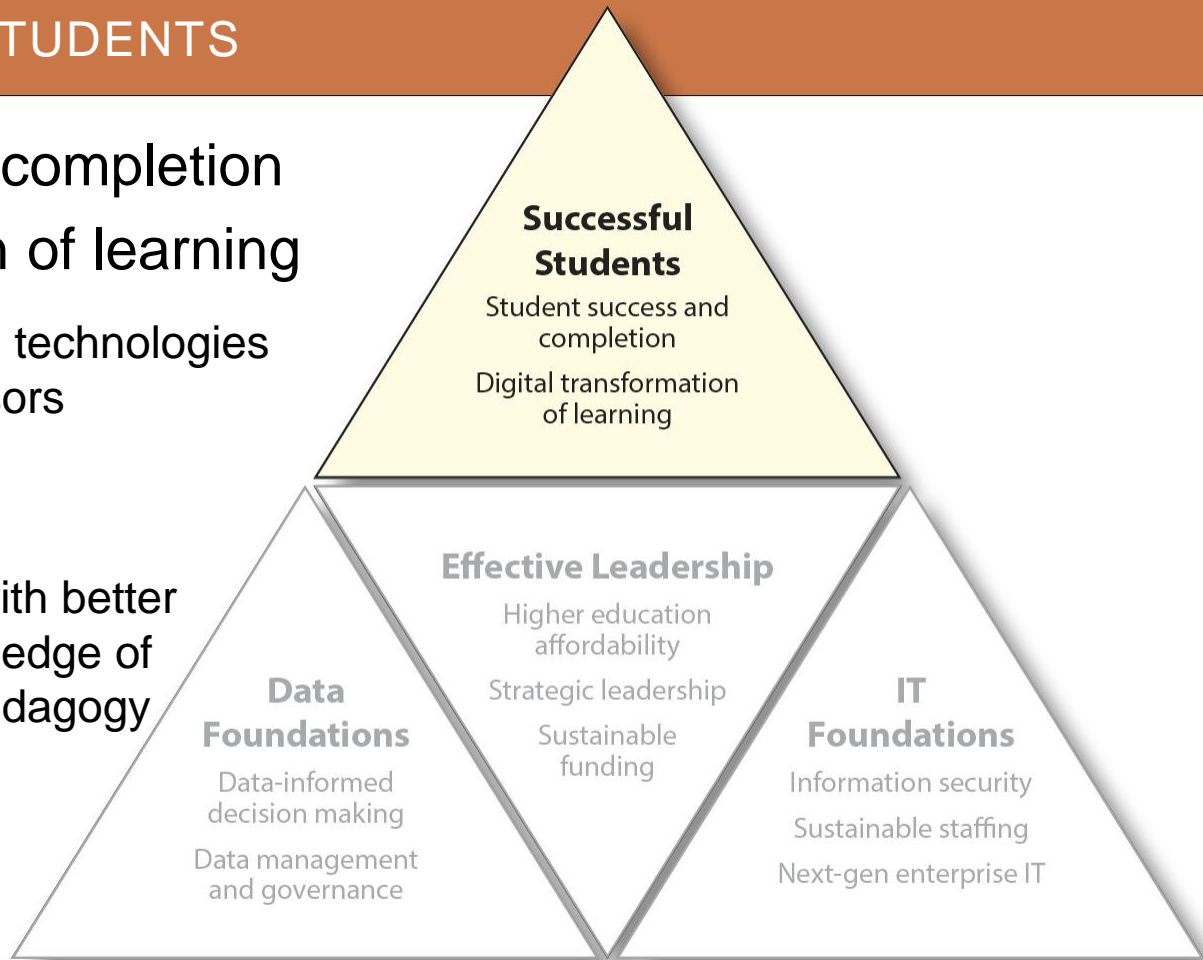 TUDENTS
completion
n of learning
technologies
sors
ith better
edge of
dagogy
Successful
Students
Student success and
completion
Digital transformation
of learning
Effective Leadership
Higher education
affordability
Strategic leadership
Sustainable
funding
Data
Foundations
Data-informed
decision making
Data management
and governance
IT
Foundations
Information security
Sustainable staffing
Next-gen enterprise IT